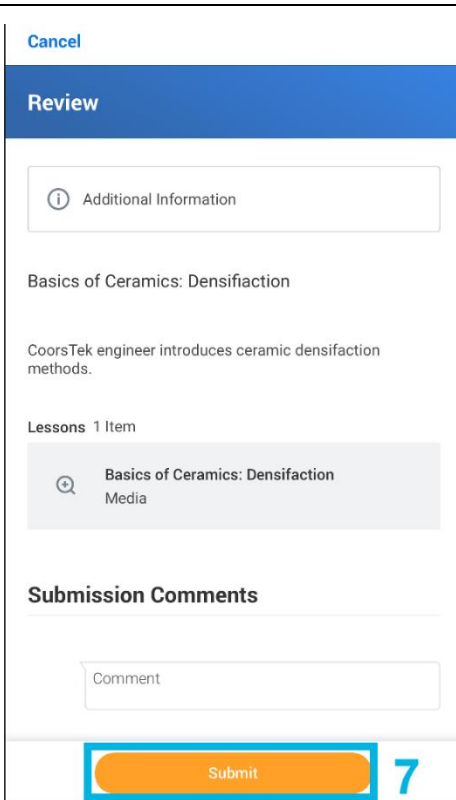 Cancel
Review
Additional Information
Basics of Ceramics: Densifiaction
CoorsTek engineer introduces ceramic densifaction
methods.
Lessons 1 Item
Basics of Ceramics: Densifaction
Media
Submission Comments
Comment
Submit
7